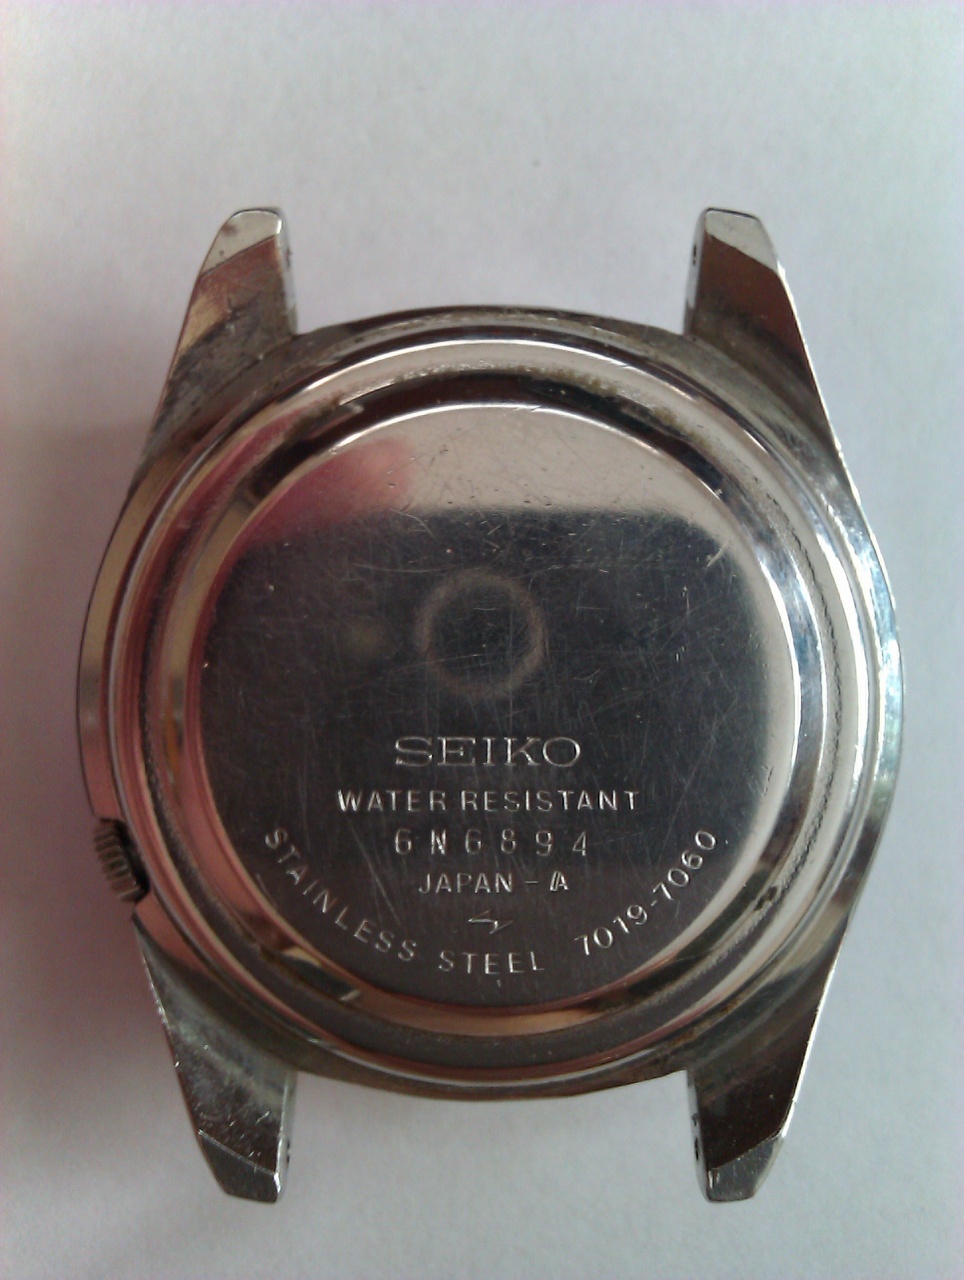 SEIKO
WATER RESISTANT
6N6894
JAPAN-A
STAINLESS STEEL 7019-7060